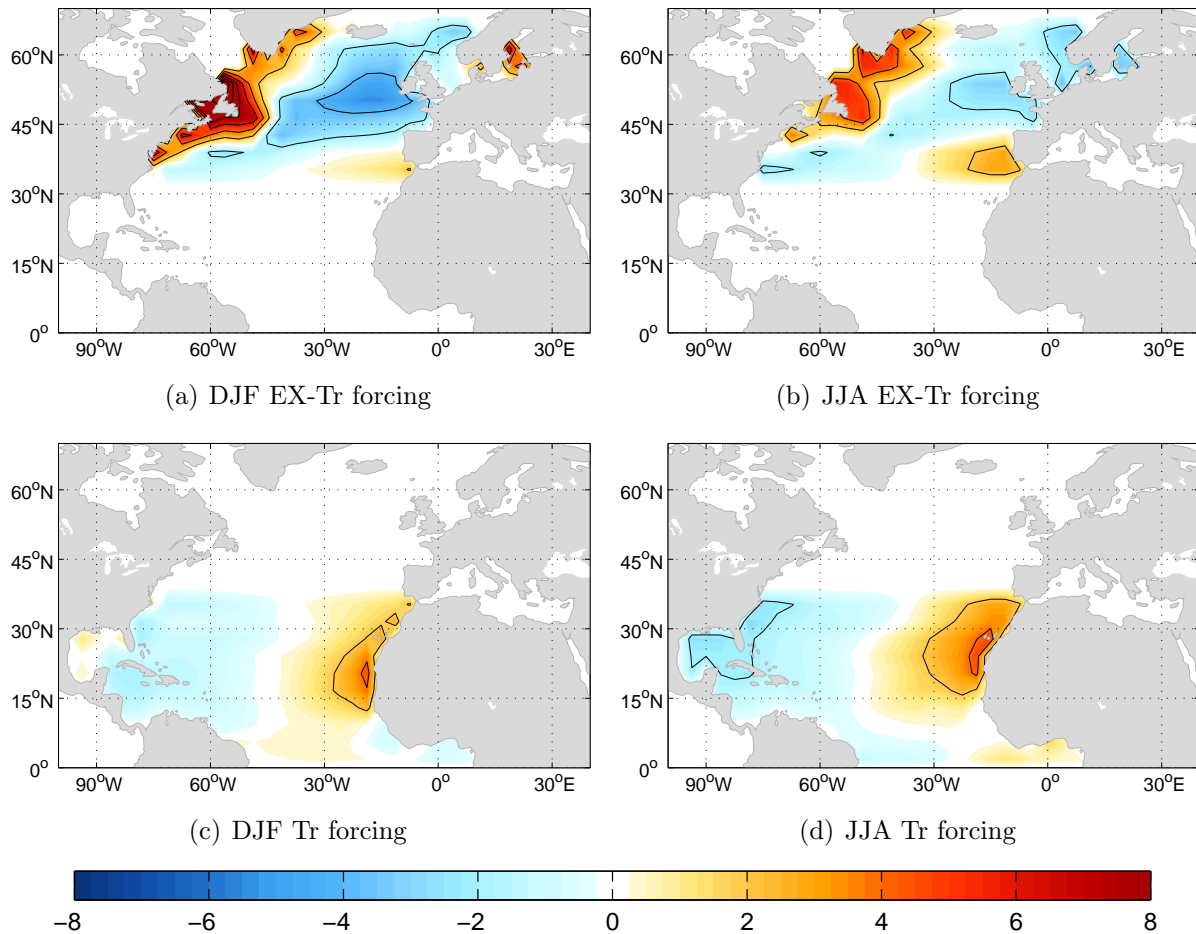 60°N
45°N
30°N
15°N
0°
90°W 60°W 30°W 0° 30°E
(a) DJF EX-Tr forcing
60°N
45°N
30°N
15°N
0°
90°W 60°W 30°W 0° 30°E
(b) JJA EX-Tr forcing
60°N
45°N
30°N
15°N
0°
90°W 60°W 30°W 0° 30°E
(c) DJF Tr forcing
60°N
45°N
30°N
15°N
0°
90°W 60°W 30°W 0° 30°E
(d) JJA Tr forcing
−8 −6 −4 −2 0 2 4 6 8